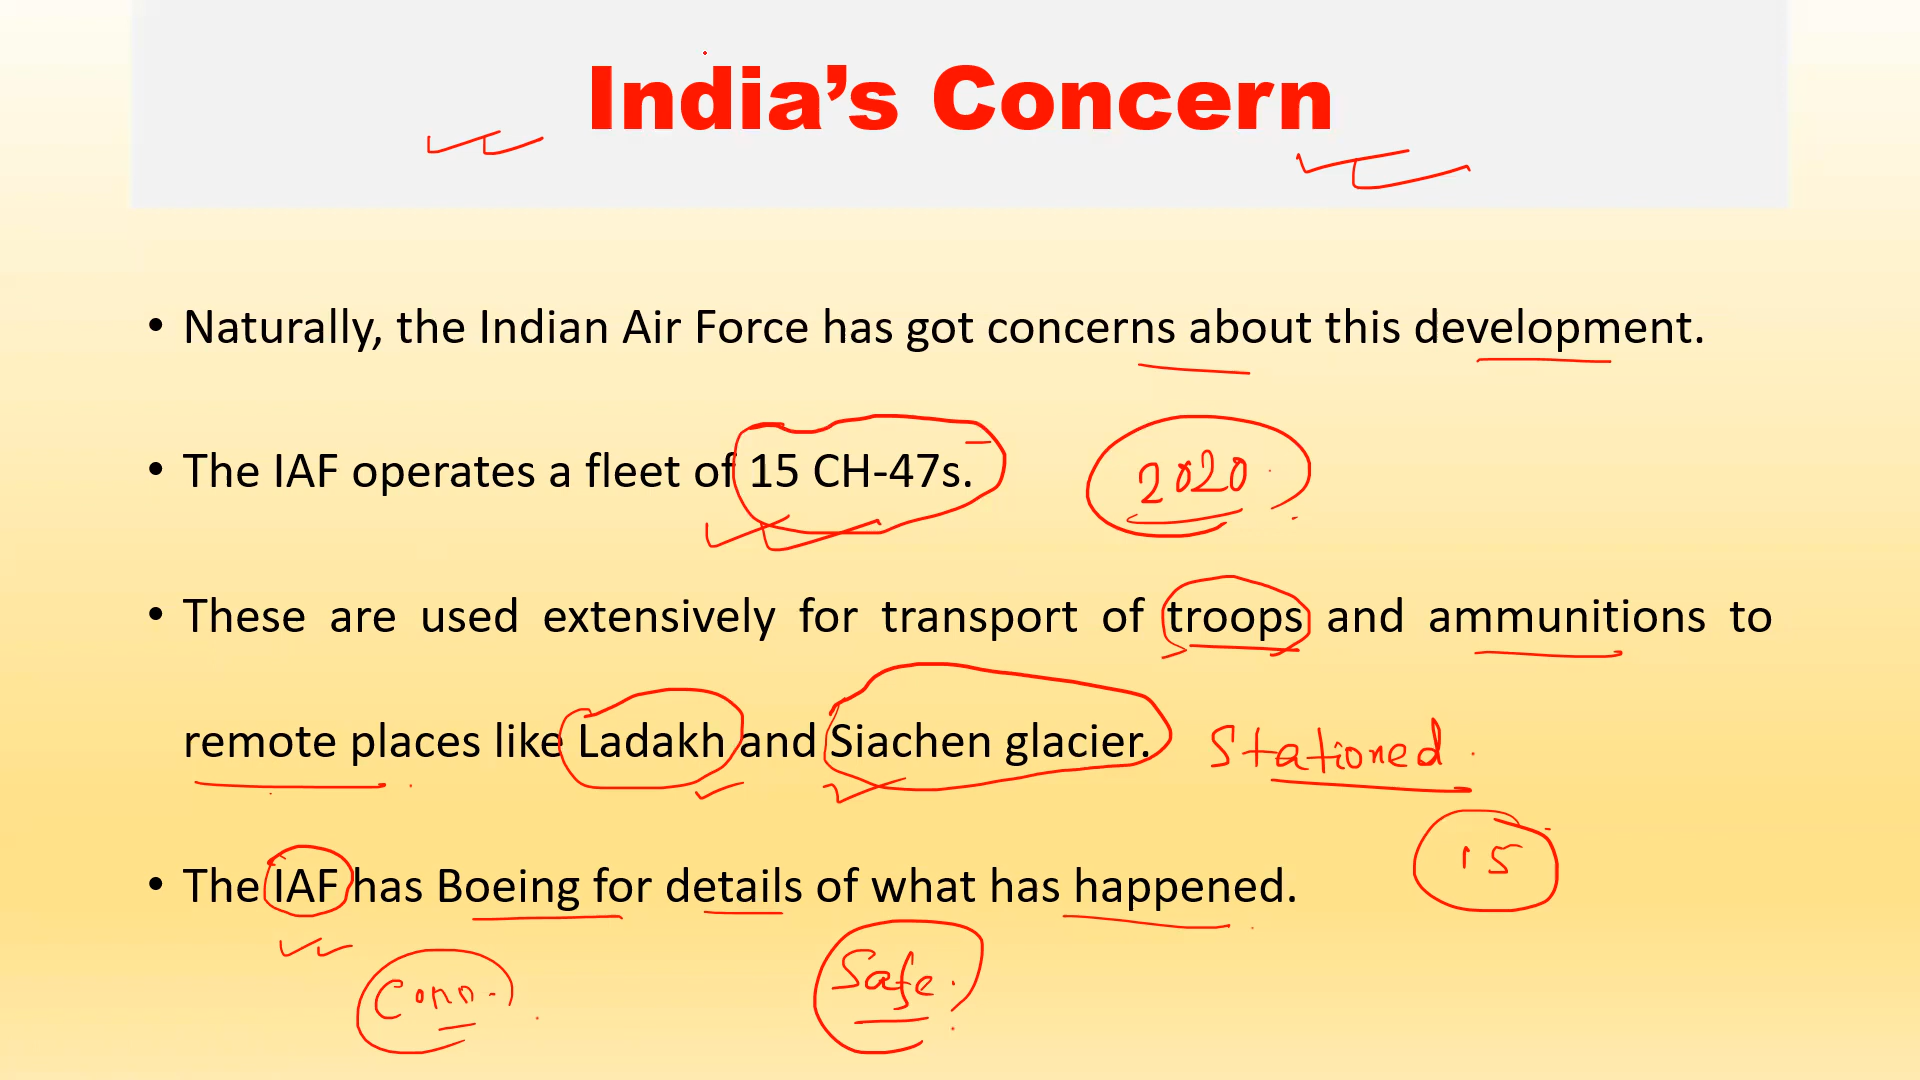 India’s Concern
• Naturally, the Indian Air Force has got concerns about this development.
• The IAF operates a fleet of 15 CH-47s.
2020
• These are used extensively for transport of troops and ammunitions to
remote places like Ladakh and Siachen glacier.
Stationed
15
• The IAF has Boeing for details of what has happened.
Conn.
Safe.